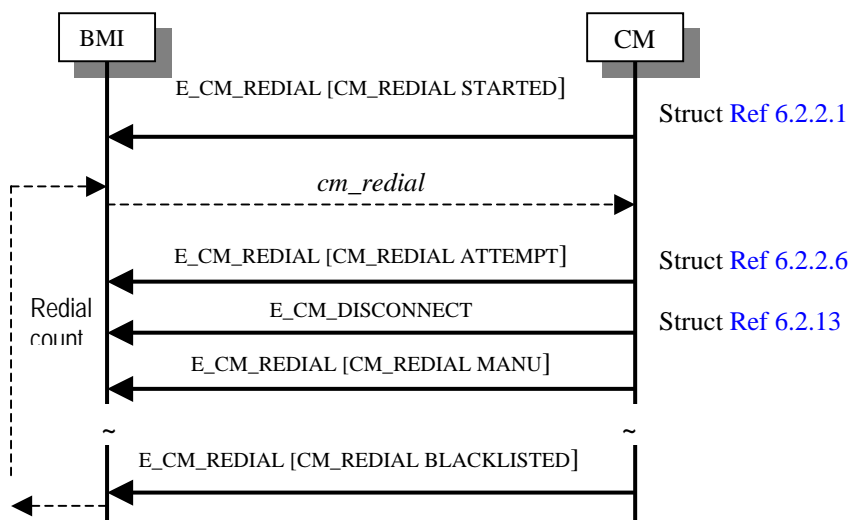 BMI
CM
E_CM_REDIAL [CM_REDIAL STARTED]
Struct Ref 6.2.2.1
cm_redial
E_CM_REDIAL [CM_REDIAL ATTEMPT]
Struct Ref 6.2.2.6
Redial
count
E_CM_DISCONNECT
Struct Ref 6.2.13
E_CM_REDIAL [CM_REDIAL MANU]
~
~
E_CM_REDIAL [CM_REDIAL BLACKLISTED]